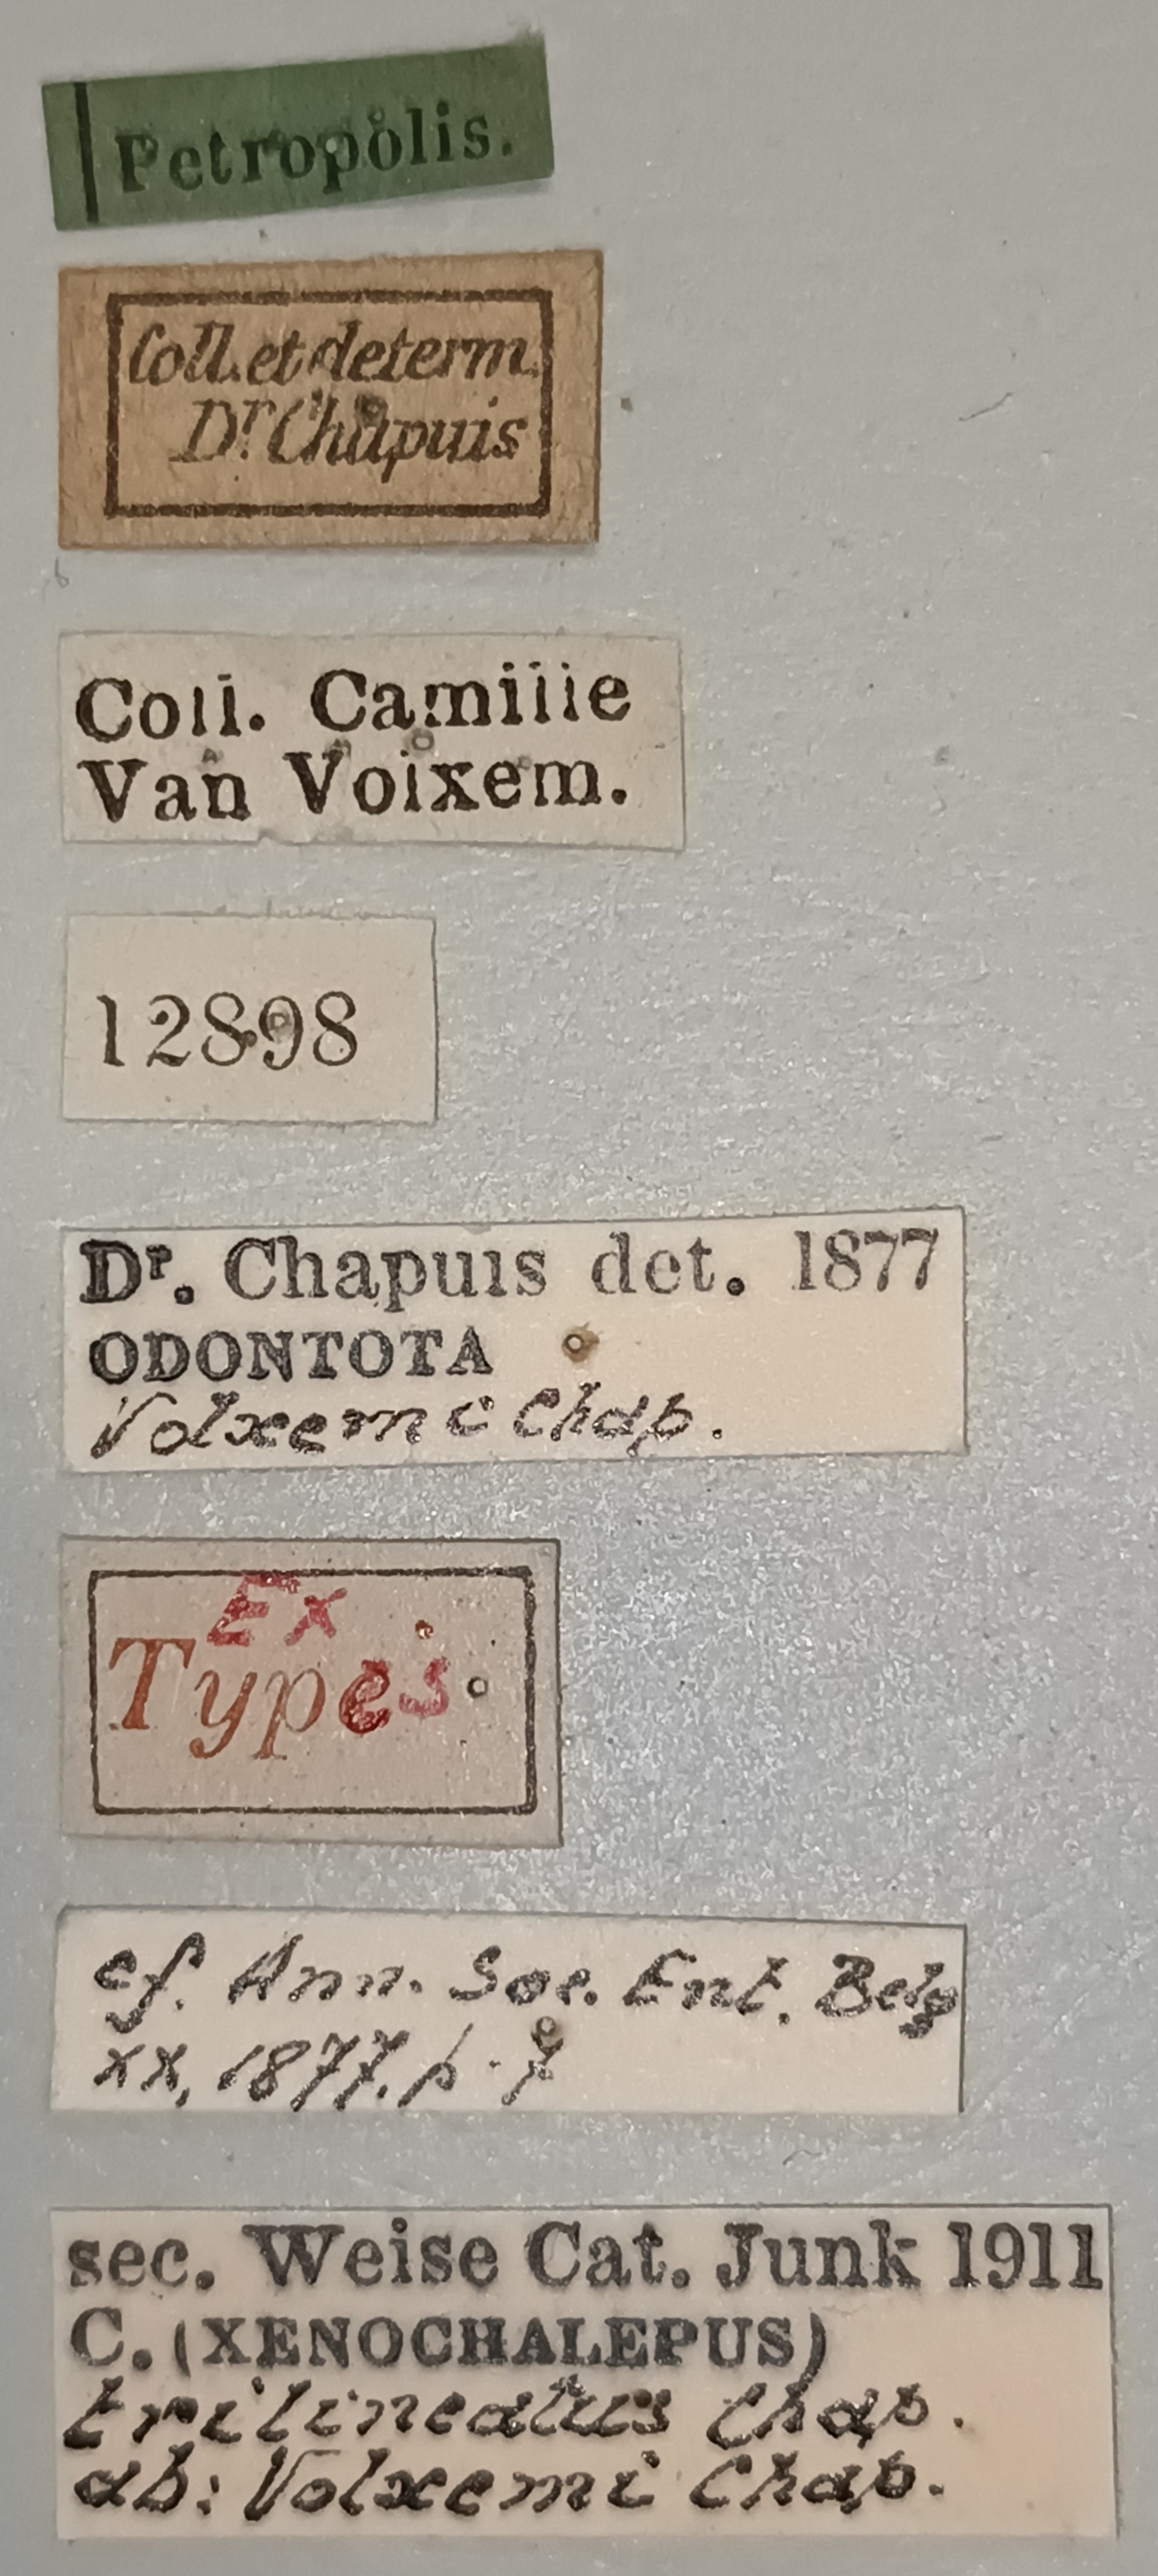 Petropolis.
Coll. et determ.
Dr Chapuis
Coll. Camille
Van Volxem.
12898
Dr. Chapuis det. 1877
ODONTOTA
Volxemi Chap.
Ex
Types
cf. Ann. Soc. Ent. Belg
XX, 1877. p. 7
sec. Weise Cat. Junk 1911
C. (XENOCHALEPUS)
trilineatus Chap.
ab: Volxemi Chap.